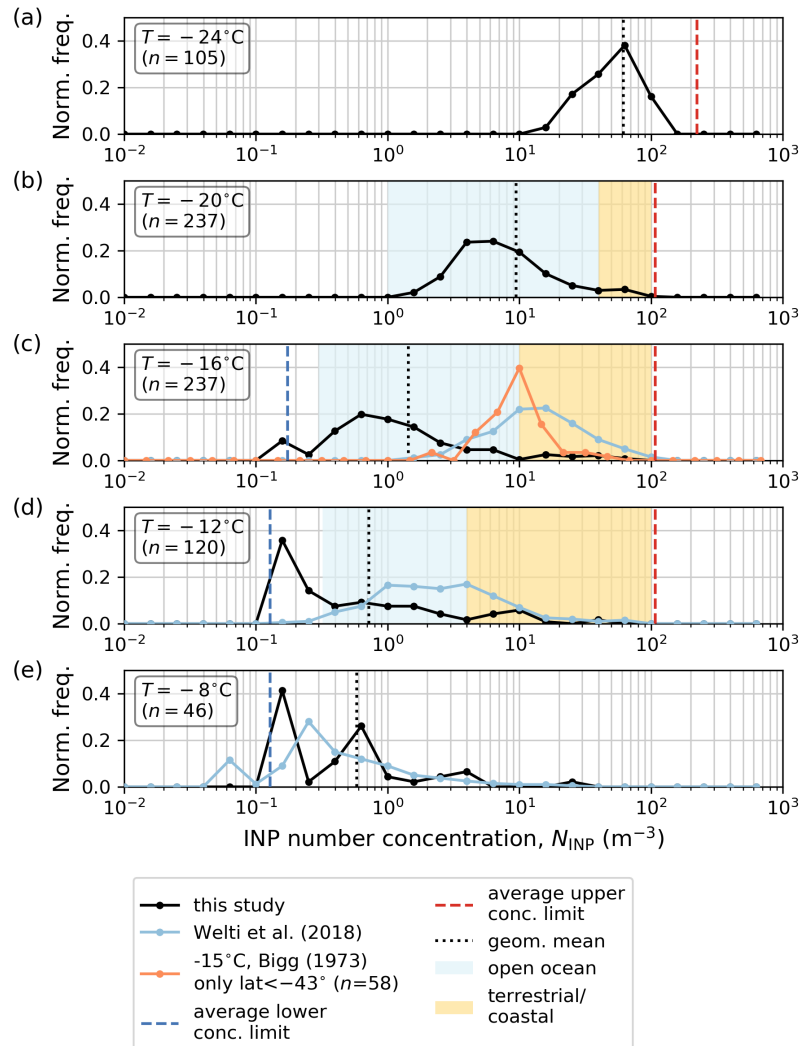 (a)
Norm. freq.
0.4
0.2
0.0
T = −24°C
(n = 105)
10⁻² 10⁻¹ 10⁰ 10¹ 10² 10³
(b)
Norm. freq.
0.4
0.2
0.0
T = −20°C
(n = 237)
10⁻² 10⁻¹ 10⁰ 10¹ 10² 10³
(c)
Norm. freq.
0.4
0.2
0.0
T = −16°C
(n = 237)
10⁻² 10⁻¹ 10⁰ 10¹ 10² 10³
(d)
Norm. freq.
0.4
0.2
0.0
T = −12°C
(n = 120)
10⁻² 10⁻¹ 10⁰ 10¹ 10² 10³
(e)
Norm. freq.
0.4
0.2
0.0
T = −8°C
(n = 46)
10⁻² 10⁻¹ 10⁰ 10¹ 10² 10³
INP number concentration, N_INP (m⁻³)
this study
Welti et al. (2018)
-15°C, Bigg (1973)
only lat<−43° (n=58)
average lower
conc. limit
average upper
conc. limit
geom. mean
open ocean
terrestrial/
coastal